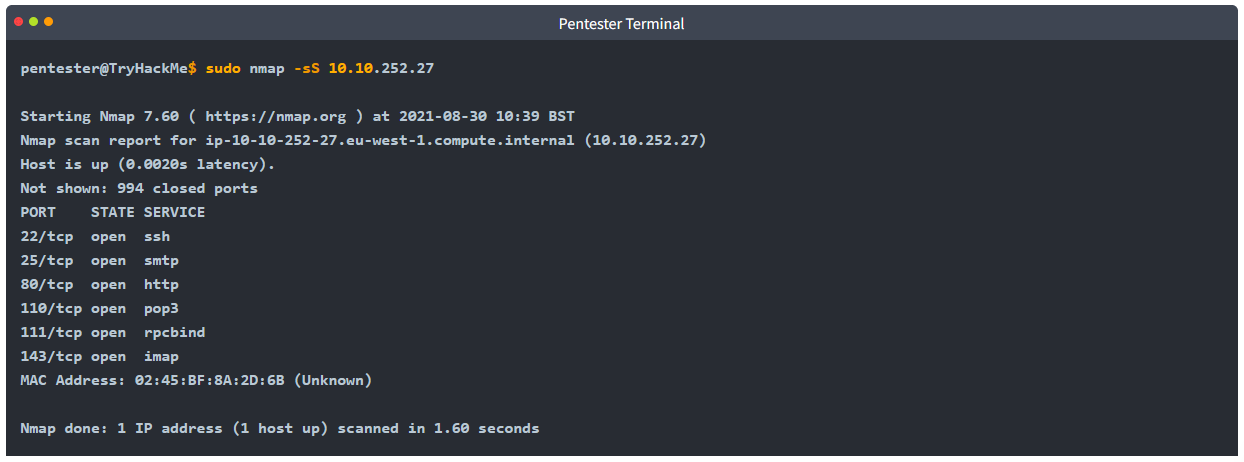 Pentester Terminal
pentester@TryHackMe$ sudo nmap -sS 10.10.252.27
Starting Nmap 7.60 ( https://nmap.org ) at 2021-08-30 10:39 BST
Nmap scan report for ip-10-10-252-27.eu-west-1.compute.internal (10.10.252.27)
Host is up (0.0020s latency).
Not shown: 994 closed ports
PORT    STATE SERVICE
22/tcp  open  ssh
25/tcp  open  smtp
80/tcp  open  http
110/tcp open  pop3
111/tcp open  rpcbind
143/tcp open  imap
MAC Address: 02:45:BF:8A:2D:6B (Unknown)
Nmap done: 1 IP address (1 host up) scanned in 1.60 seconds